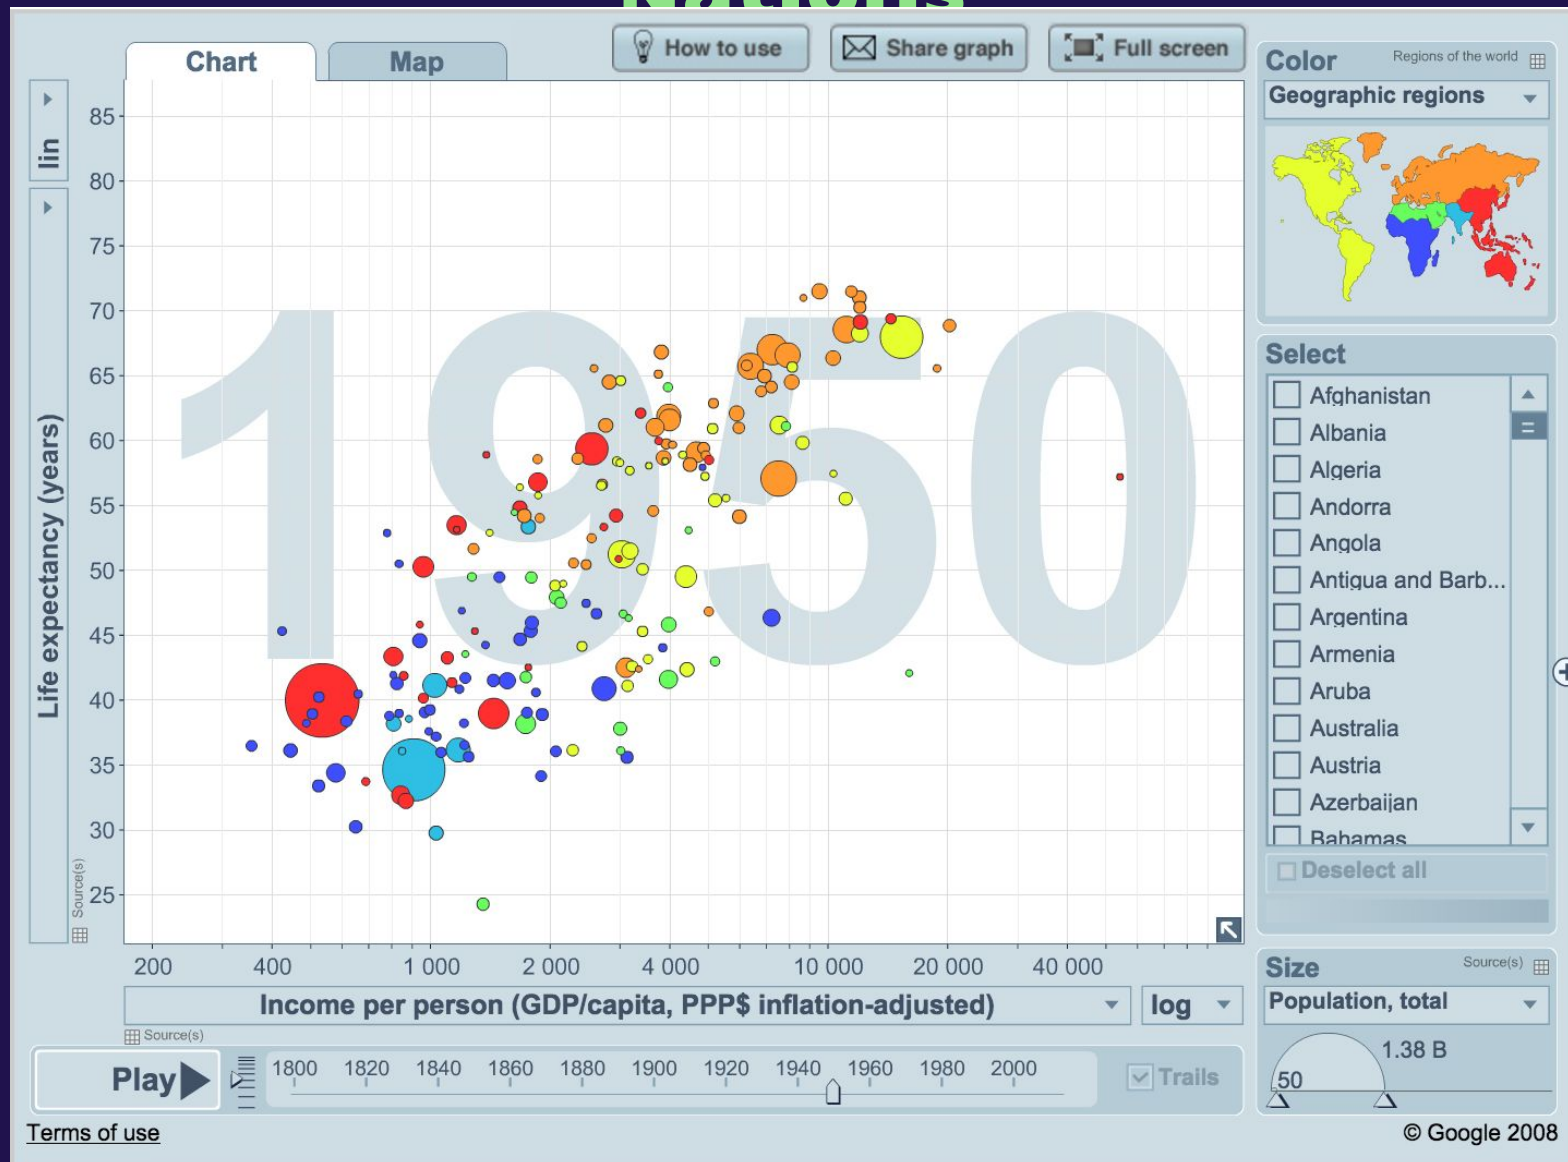 Nations
Chart
Map
How to use
Share graph
Full screen
lin
Life expectancy (years)
Source(s)
85
80
75
70
65
60
55
50
45
40
35
30
25
1950
200
400
1 000
2 000
4 000
10 000
20 000
40 000
Income per person (GDP/capita, PPP$ inflation-adjusted)
log
Source(s)
Play
1800
1820
1840
1860
1880
1900
1920
1940
1960
1980
2000
Trails
Terms of use
Color
Regions of the world
Geographic regions
Select
Afghanistan
Albania
Algeria
Andorra
Angola
Antigua and Barb...
Argentina
Armenia
Aruba
Australia
Austria
Azerbaijan
Bahamas
Deselect all
Size
Source(s)
Population, total
1.38 B
50
© Google 2008